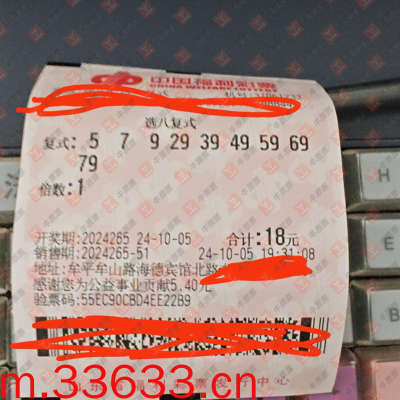 中国福利彩票
CHINA WELFARE LOTTERY
选八复式
复式: 5 7 9 29 39 49 59 69
79
倍数:1
开奖期:2024265 24-10-05 合计:18元
销售期:2024265-51 24-10-05 19:31:08
地址:牟平牟山路海德宾馆北路
感谢您为公益事业贡献5.40元
验票码:55EC90CBD4EE22B9
m.33633.cn
H
N